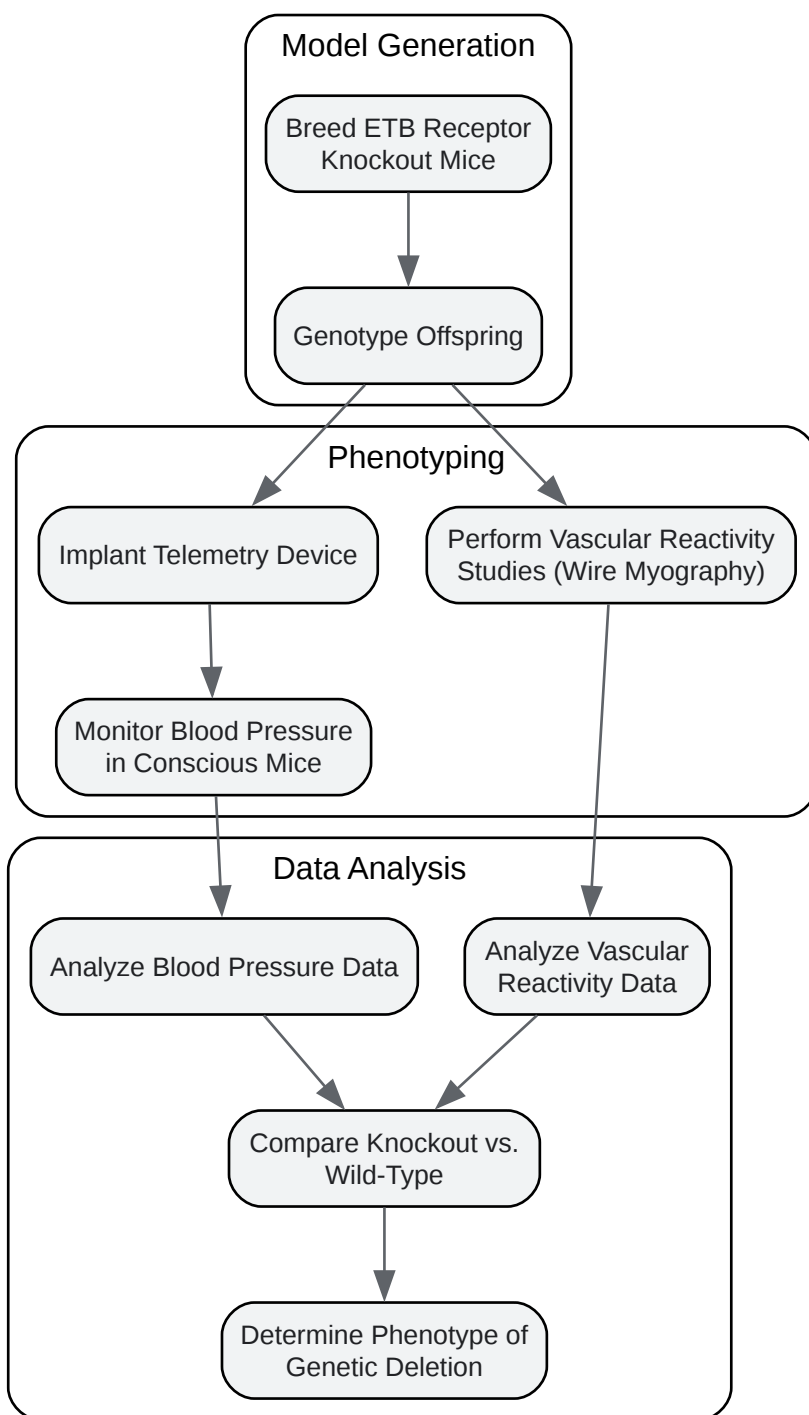 Model Generation
Breed ETB Receptor
Knockout Mice
Genotype Offspring
Phenotyping
Implant Telemetry Device
Perform Vascular Reactivity
Studies (Wire Myography)
Monitor Blood Pressure
in Conscious Mice
Data Analysis
Analyze Blood Pressure Data
Analyze Vascular
Reactivity Data
Compare Knockout vs.
Wild-Type
Determine Phenotype of
Genetic Deletion